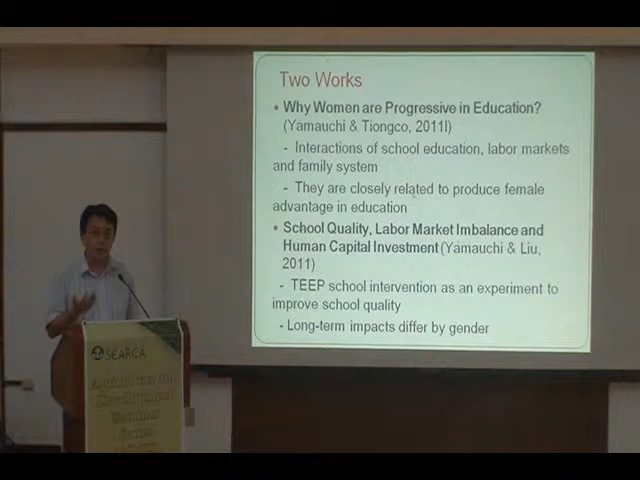 Two Works
• Why Women are Progressive in Education?
(Yamauchi & Tiongco, 2011l)
- Interactions of school education, labor markets
and family system
- They are closely related to produce female
advantage in education
• School Quality, Labor Market Imbalance and
Human Capital Investment (Yamauchi & Liu,
2011)
- TEEP school intervention as an experiment to
improve school quality
- Long-term impacts differ by gender
SEARCA